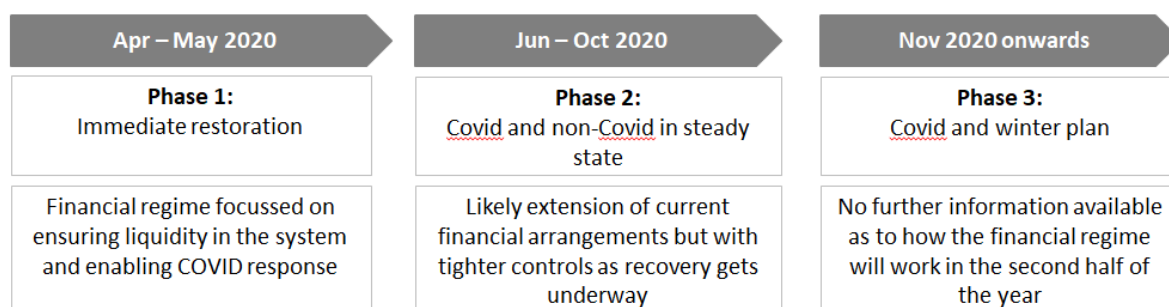 Apr – May 2020
Jun – Oct 2020
Nov 2020 onwards
Phase 1:
Immediate restoration
Phase 2:
Covid and non-Covid in steady
state
Phase 3:
Covid and winter plan
Financial regime focussed on
ensuring liquidity in the system
and enabling COVID response
Likely extension of current
financial arrangements but with
tighter controls as recovery gets
underway
No further information available
as to how the financial regime
will work in the second half of
the year